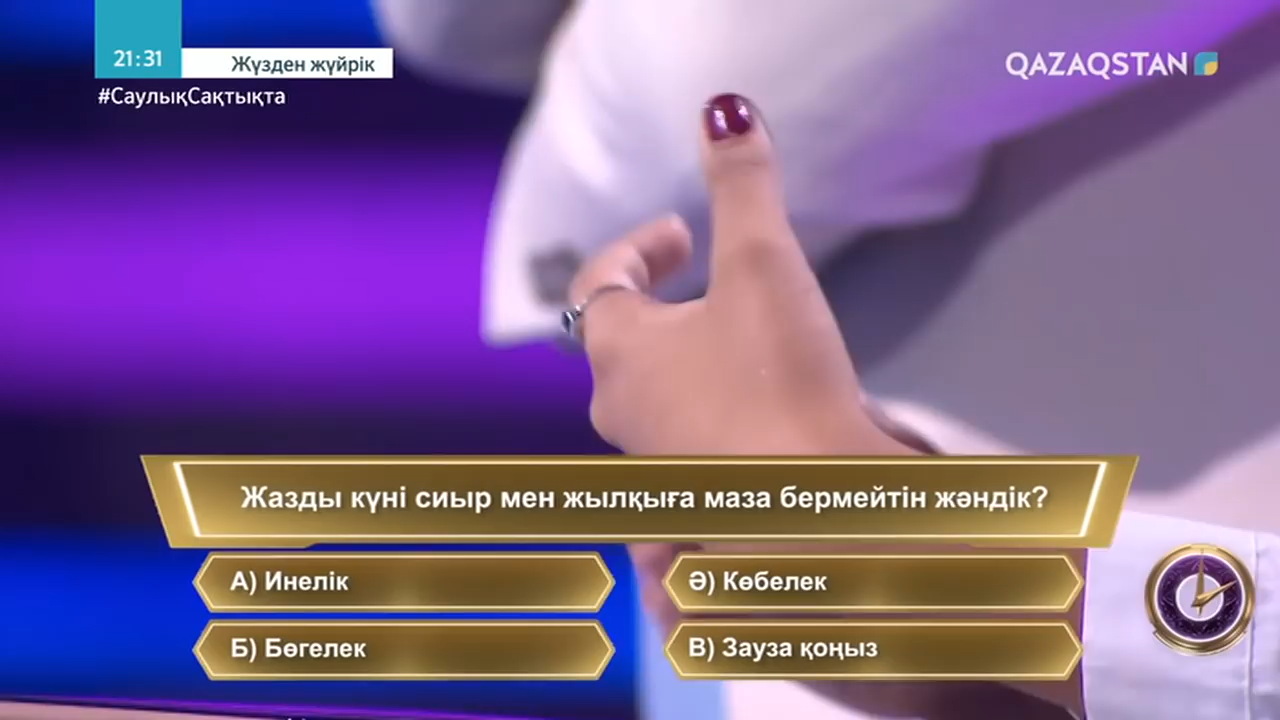 21:31
Жүзден жүйрік
#СаулықСақтықта
QAZAQSTAN
Жазды күні сиыр мен жылқыға маза бермейтін жәндік?
А) Инелік
Ә) Көбелек
Б) Бөгелек
В) Зауза қоңыз